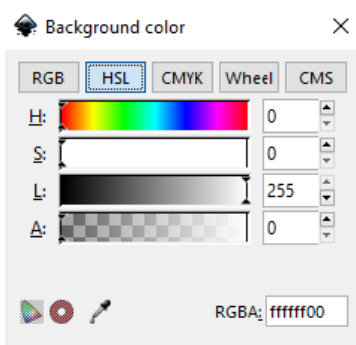 Background color
RGB HSL CMYK Wheel CMS
H: 0
S: 0
L: 255
A: 0
RGBA: ffffff00